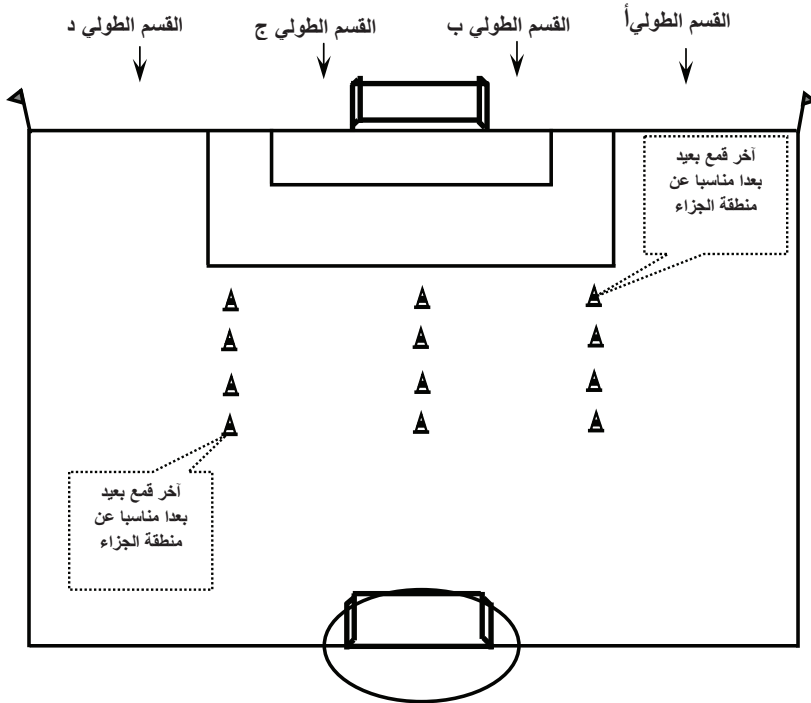 القسم الطولي أ
القسم الطولي ب
القسم الطولي ج
القسم الطولي د
آخر قمع بعيد
بعدا مناسبا عن
منطقة الجزاء
آخر قمع بعيد
بعدا مناسبا عن
منطقة الجزاء